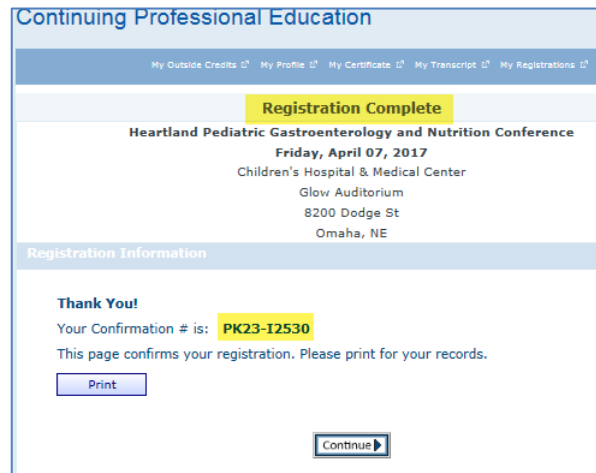 Continuing Professional Education
My Outside Credits My Profile My Certificate My Transcript My Registrations
Registration Complete
Heartland Pediatric Gastroenterology and Nutrition Conference
Friday, April 07, 2017
Children's Hospital & Medical Center
Glow Auditorium
8200 Dodge St
Omaha, NE
Registration Information
Thank You!
Your Confirmation # is: PK23-I2530
This page confirms your registration. Please print for your records.
Print
Continue